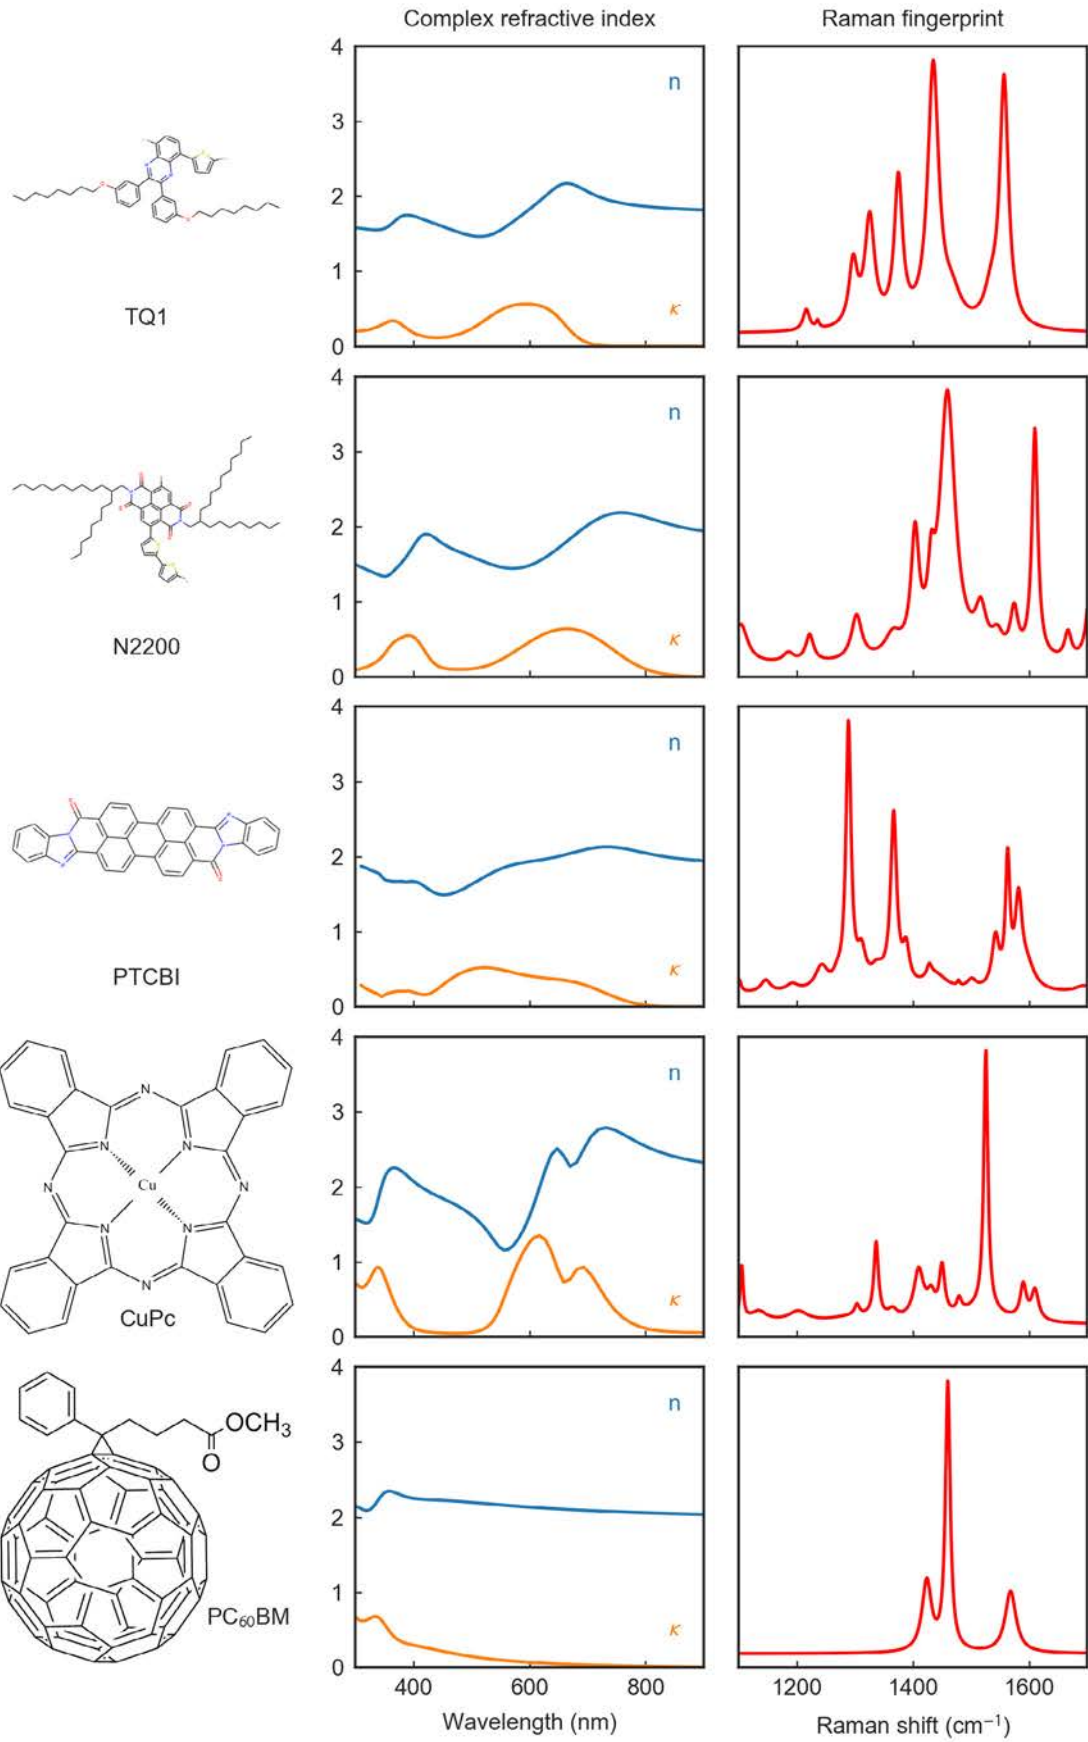 Complex refractive index
Raman fingerprint
4
3
2
1
0
n
κ
TQ1
4
3
2
1
0
n
κ
N2200
4
3
2
1
0
n
κ
PTCBI
4
3
2
1
0
n
κ
N
N
N
N
Cu
N
N
N
N
CuPc
4
3
2
1
0
n
κ
OCH₃
O
PC₆₀BM
400
600
800
1200
1400
1600
Wavelength (nm)
Raman shift (cm⁻¹)